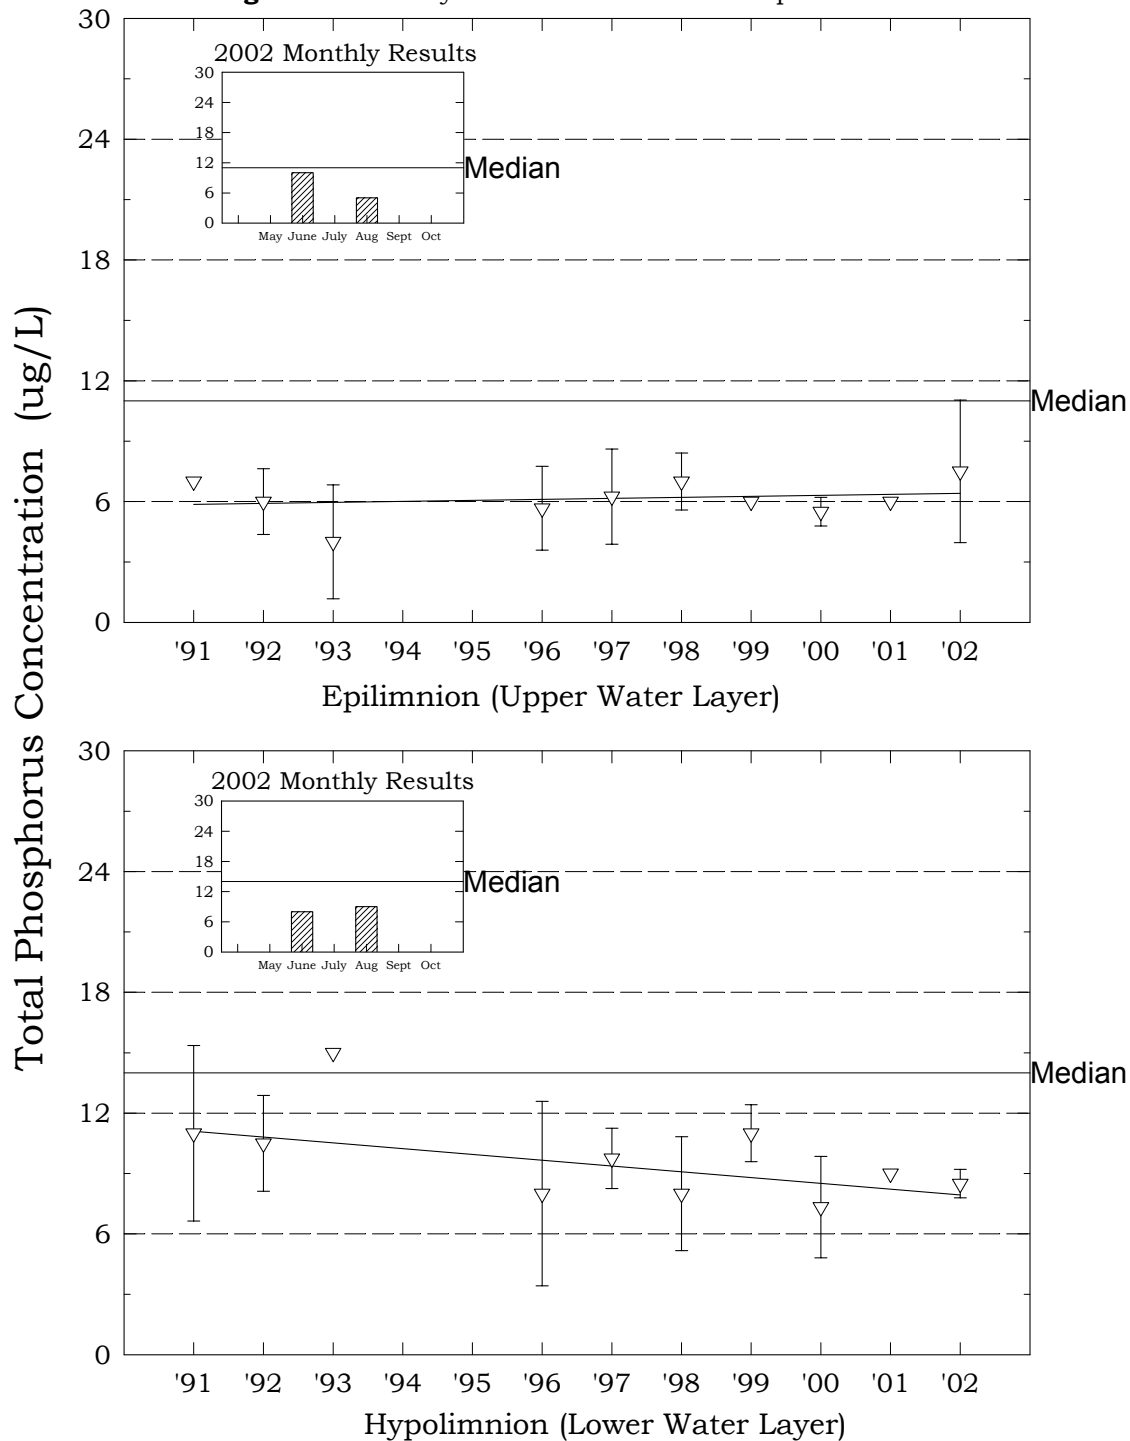 2002 Monthly Results
30
24
18
12
6
0
Median
May June July Aug Sept Oct
30
24
18
12
6
0
Median
'91 '92 '93 '94 '95 '96 '97 '98 '99 '00 '01 '02
Epilimnion (Upper Water Layer)
Total Phosphorus Concentration (ug/L)
2002 Monthly Results
30
24
18
12
6
0
Median
May June July Aug Sept Oct
30
24
18
12
6
0
Median
'91 '92 '93 '94 '95 '96 '97 '98 '99 '00 '01 '02
Hypolimnion (Lower Water Layer)